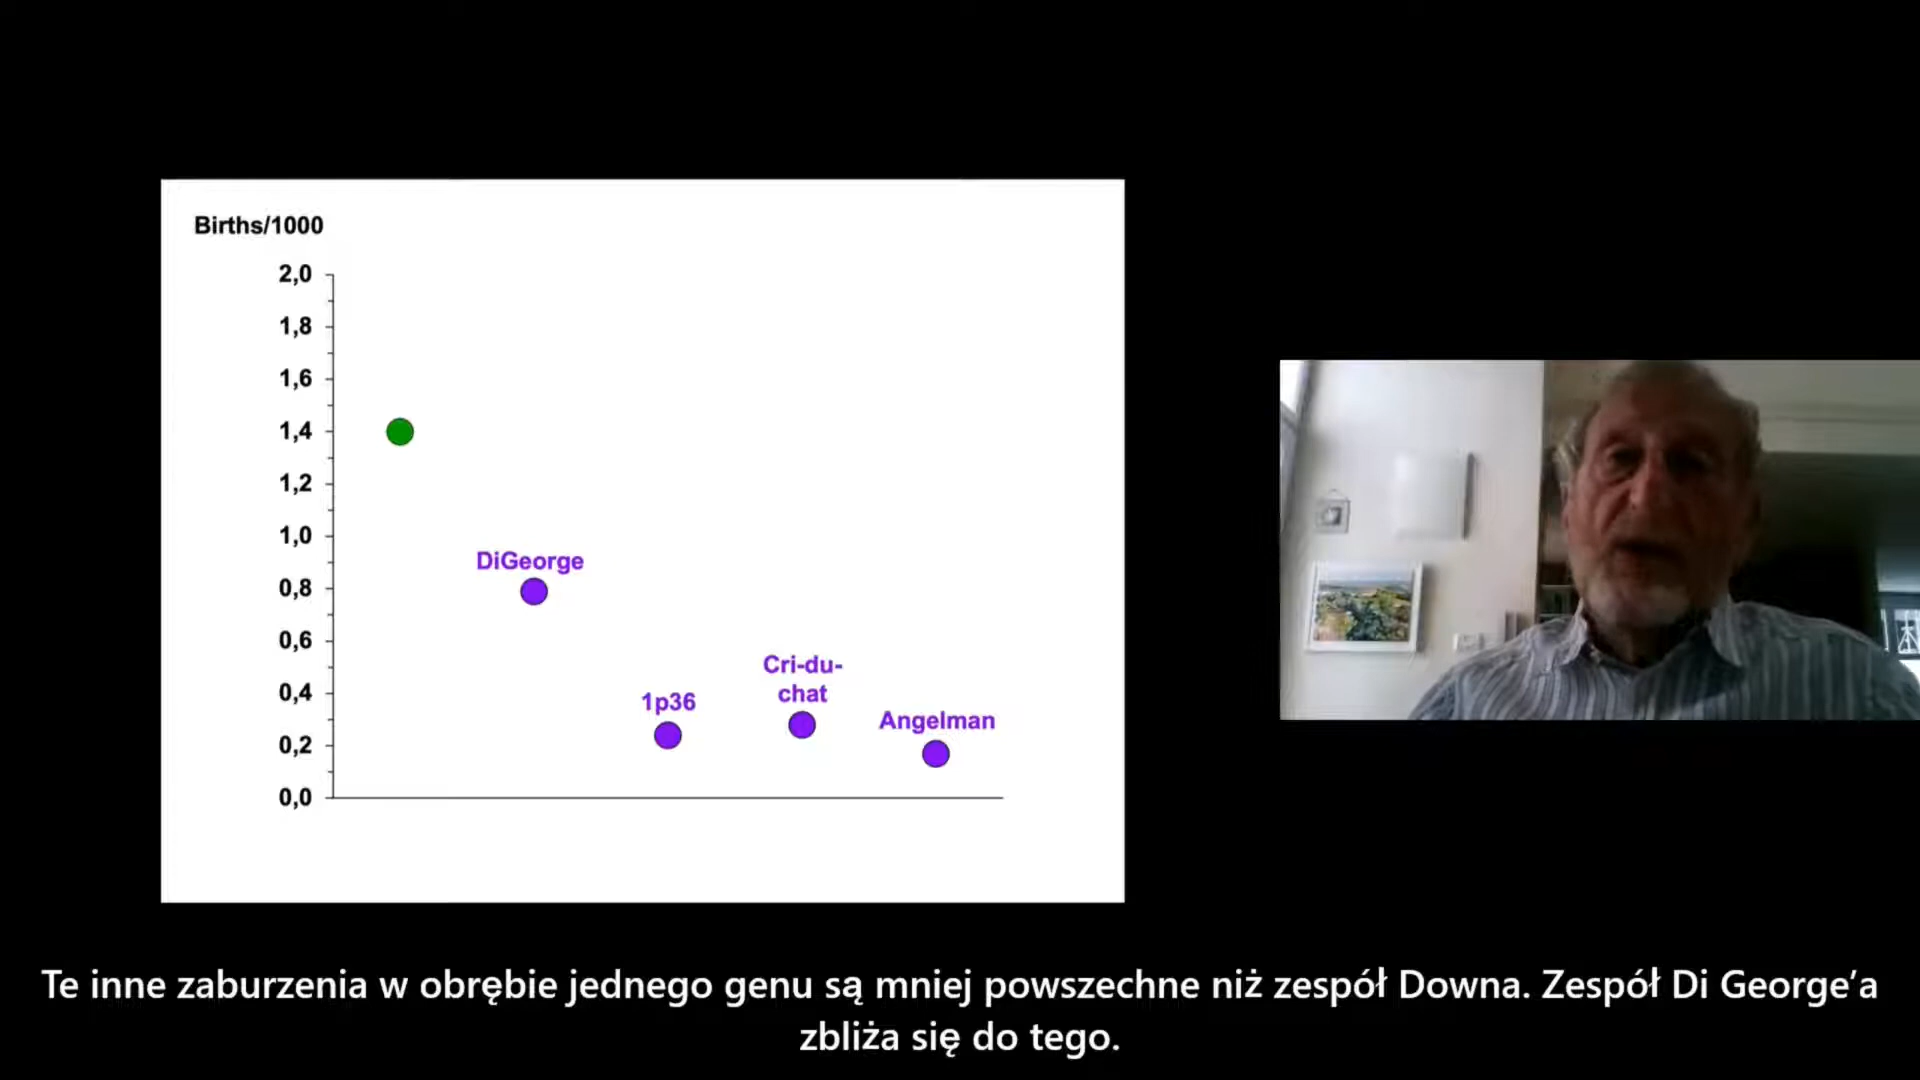 Births/1000
2,0
1,8
1,6
1,4
1,2
1,0
DiGeorge
0,8
0,6
Cri-du-
chat
0,4
1p36
Angelman
0,2
0,0
Te inne zaburzenia w obrębie jednego genu są mniej powszechne niż zespół Downa. Zespół Di George’a
zbliża się do tego.